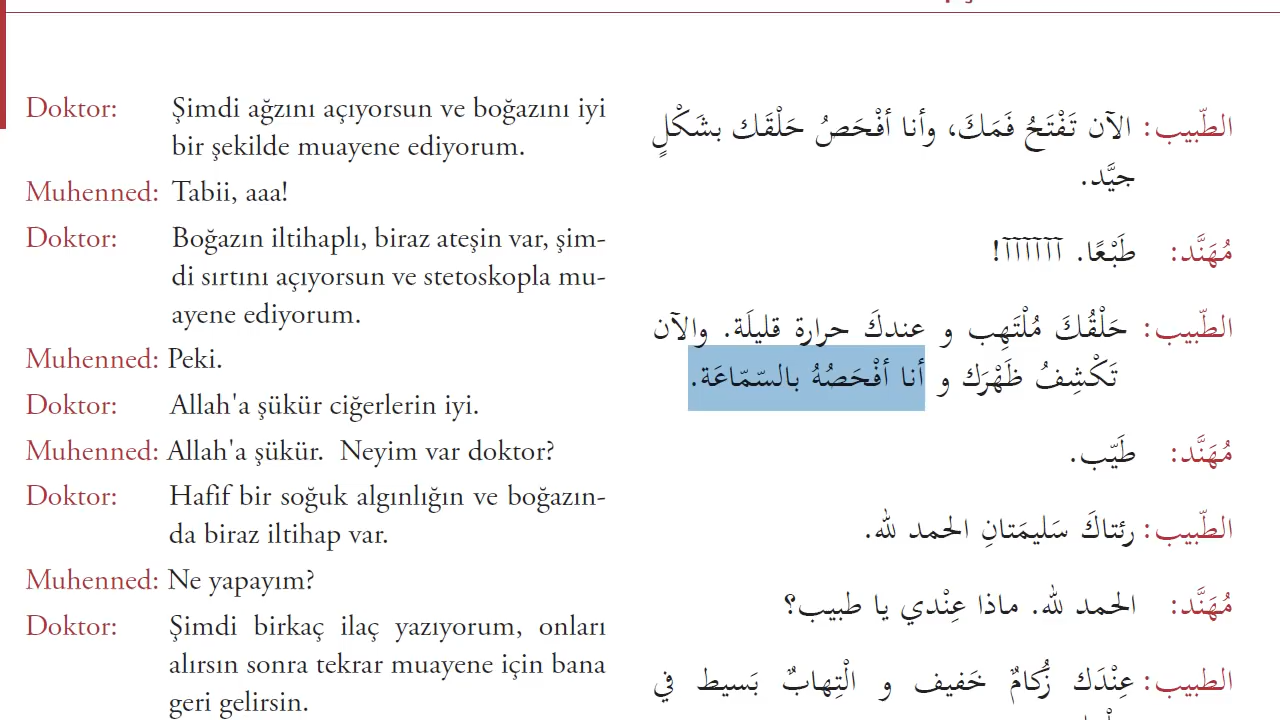 Doktor: Şimdi ağzını açıyorsun ve boğazını iyi
bir şekilde muayene ediyorum.
Muhenned: Tabii, aaa!
Doktor: Boğazın iltihaplı, biraz ateşin var, şim-
di sırtını açıyorsun ve stetoskopla mu-
ayene ediyorum.
Muhenned: Peki.
Doktor: Allah'a şükür ciğerlerin iyi.
Muhenned: Allah'a şükür. Neyim var doktor?
Doktor: Hafif bir soğuk algınlığın ve boğazın-
da biraz iltihap var.
Muhenned: Ne yapayım?
Doktor: Şimdi birkaç ilaç yazıyorum, onları
alırsın sonra tekrar muayene için bana
geri gelirsin.
الطّبيب: الآن تَفْتَحُ فَمَكَ، وأنا أفْحَصُ حَلْقَك بشَكْلٍ
جيَّد.
مُهَنَّد: طَبْعًا. آآآآآآ!
الطّبيب: حَلْقُكَ مُلْتَهِب و عندكَ حرارة قليلَة. والآن
تَكْشِفُ ظَهْرَك و أنا أفْحَصُهُ بالسّمّاعَة.
مُهَنَّد: طَيّب.
الطّبيب: رئتاكَ سَليمَتانِ الحمد لله.
مُهَنَّد: الحمد لله. ماذا عِنْدي يا طبيب؟
الطبيب: عِنْدَك زُكامٌ خَفيف و الْتِهابٌ بَسيط في